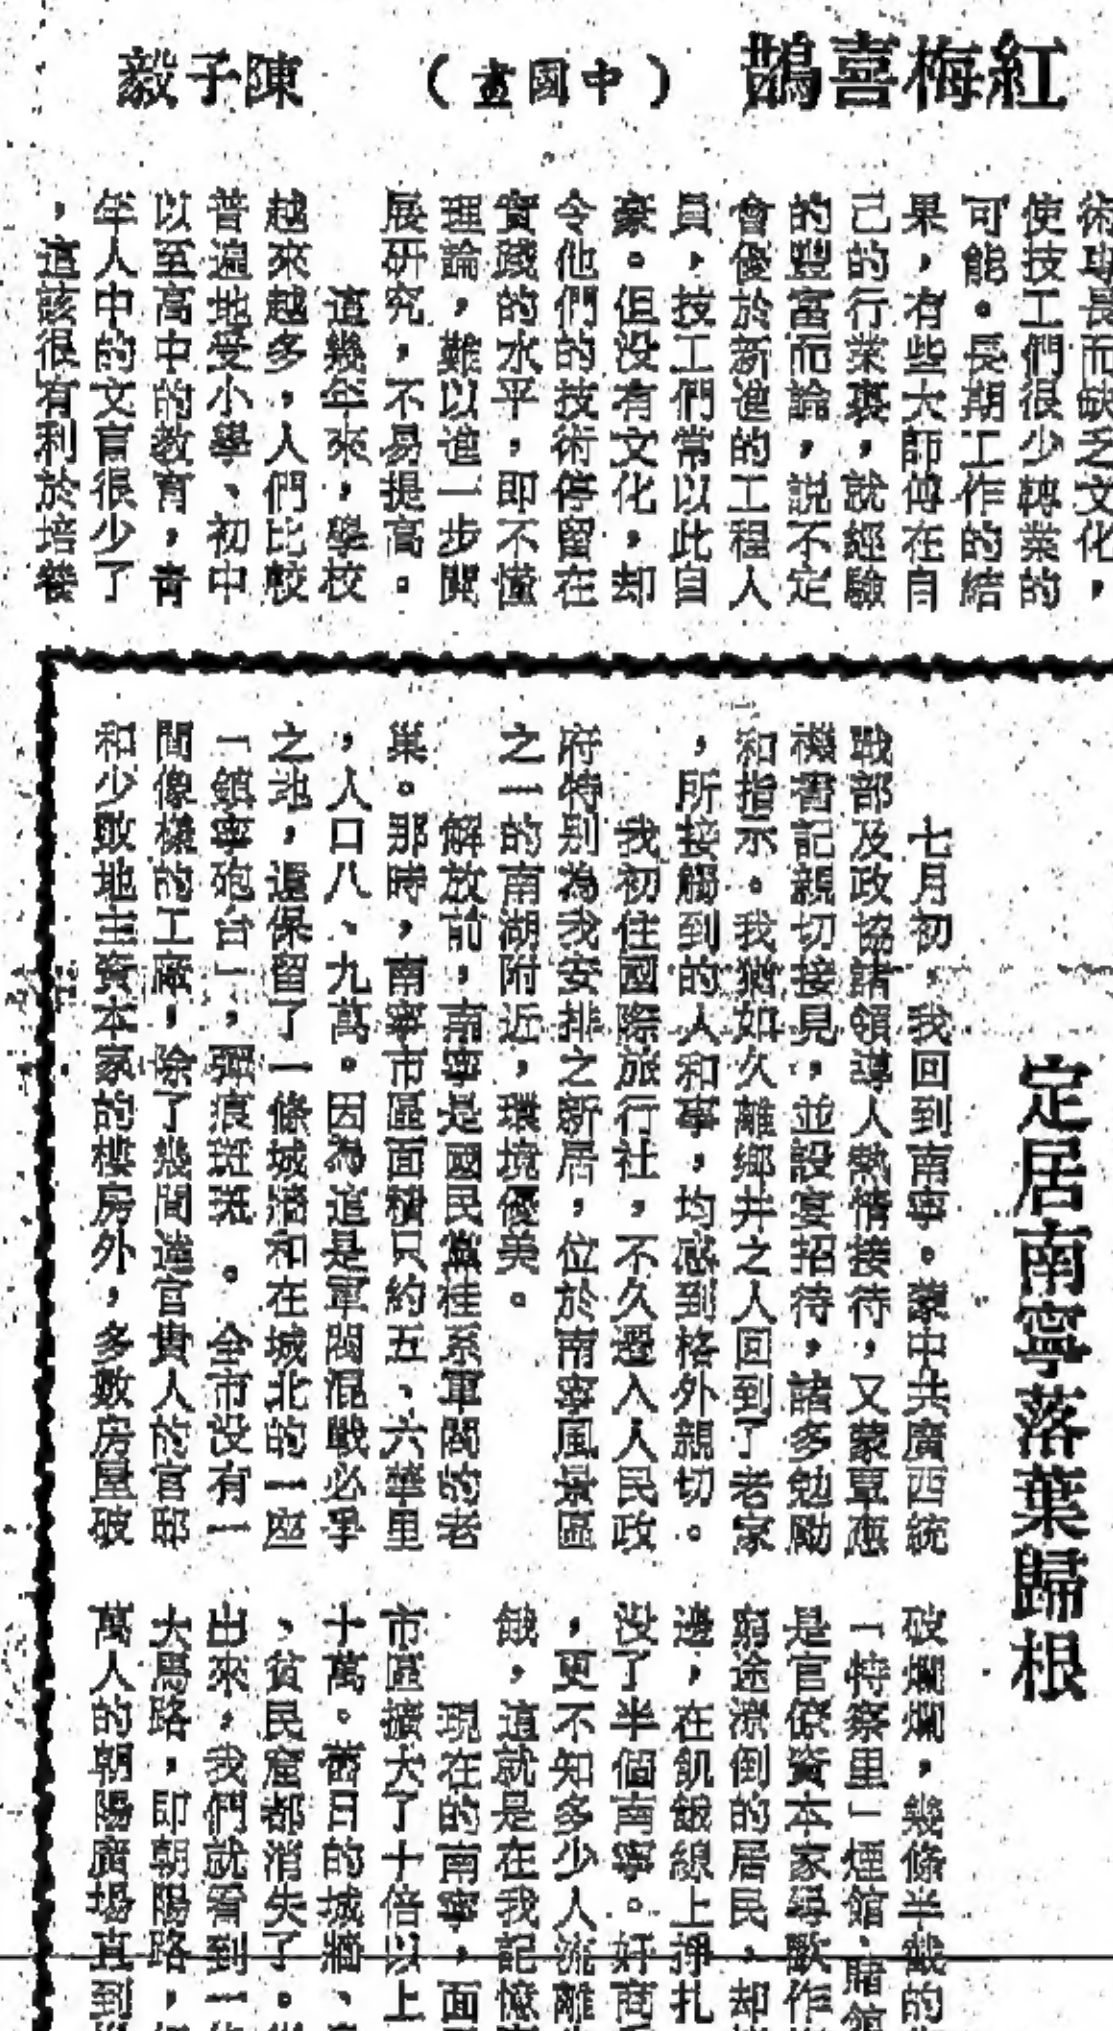 紅梅喜鵲
（中國畫）
陳子毅
術專長而缺乏文化，
使技工們很少轉業的
可能。長期工作的結
果，有些大師傅在自
己的行業裏，就經驗
的豐富而論，說不定
會優於新進的工程人
員，技工們常以此自
豪。但没有文化，却
令他們的技術停留在
實踐的水平，即不懂
理論，難以進一步開
展研究，不易提高。
這幾年來，學校
越來越多，人們比較
普遍地受小學、初中
以至高中的教育，青
年人中的文盲很少了
，這該很有利於培養
定居南寧落葉歸根
七月初，我回到南寧。蒙中共廣西統
戰部及政協諸領導人熱情接待，又蒙覃應
機書記親切接見，並設宴招待，諸多勉勵
和指示。我猶如久離鄉井之人回到了老家
，所接觸到的人和事，均感到格外親切。
我初住國際旅行社，不久遷入人民政
府特別為我安排之新居，位於南寧風景區
之一的南湖附近，環境優美。
解放前，南寧是國民黨桂系軍閥的老
巢。那時，南寧市區面積只約五、六華里
，人口八、九萬。因為這是軍閥混戰必爭
之地，還保留了一條城牆和在城北的一座
「鎮寧砲台」，彈痕斑斑。全市没有一
間像樣的工廠，除了幾間達官貴人的官邸
和少數地主資本家的樓房外，多數房屋破
破爛爛，幾條半截的
「特察里」煙館、賭館
是官僚資本家尋歡作
窮途潦倒的居民，却
邊，在飢餓線上掙扎
没了半個南寧。奸商
，更不知多少人流離
餓，這就是在我記憶
現在的南寧，面
市區擴大了十倍以上
十萬。舊日的城牆、
，貧民窟都消失了。
出來，我們就看到一
大馬路，即朝陽路，
萬人的朝陽廣場直到